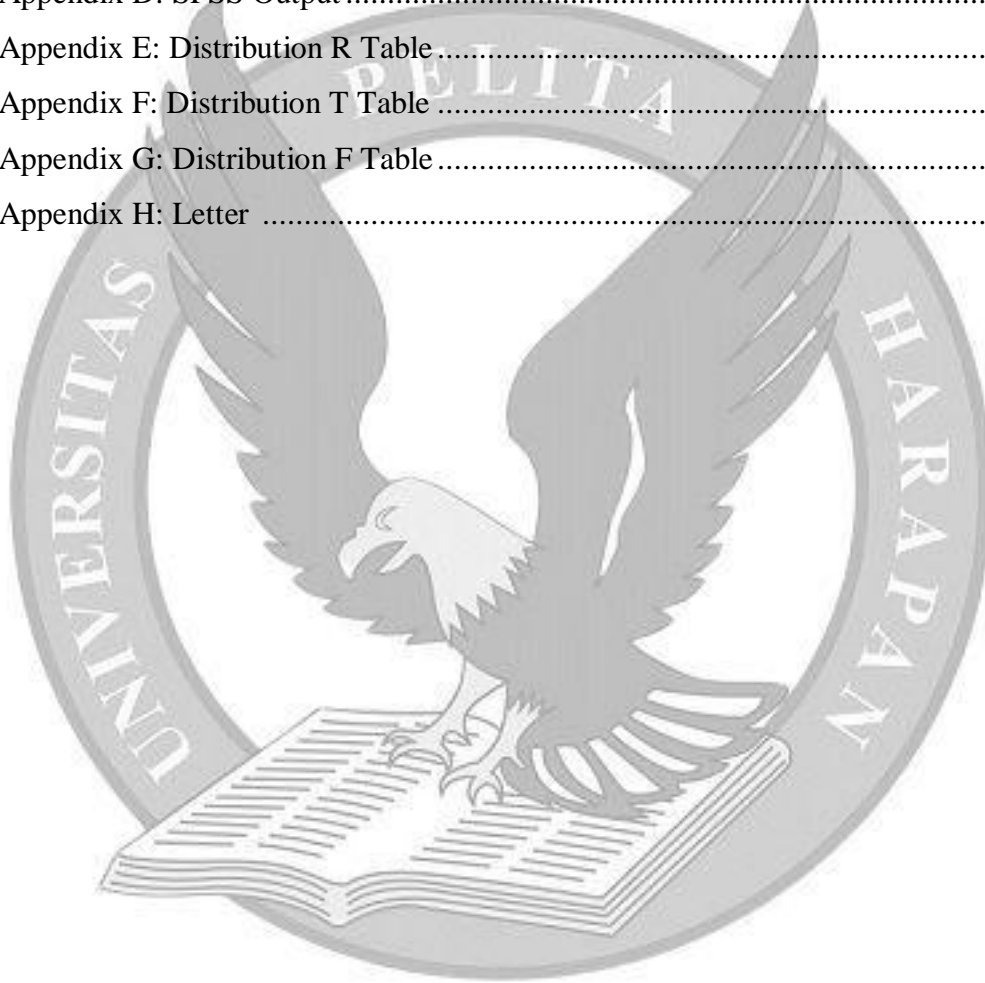 Appendix D: SPSS Output ........................................................................
Appendix E: Distribution R Table ........................................................................
Appendix F: Distribution T Table ........................................................................
Appendix G: Distribution F Table ........................................................................
Appendix H: Letter ........................................................................
UNIVERSITAS PELITA HARAPAN